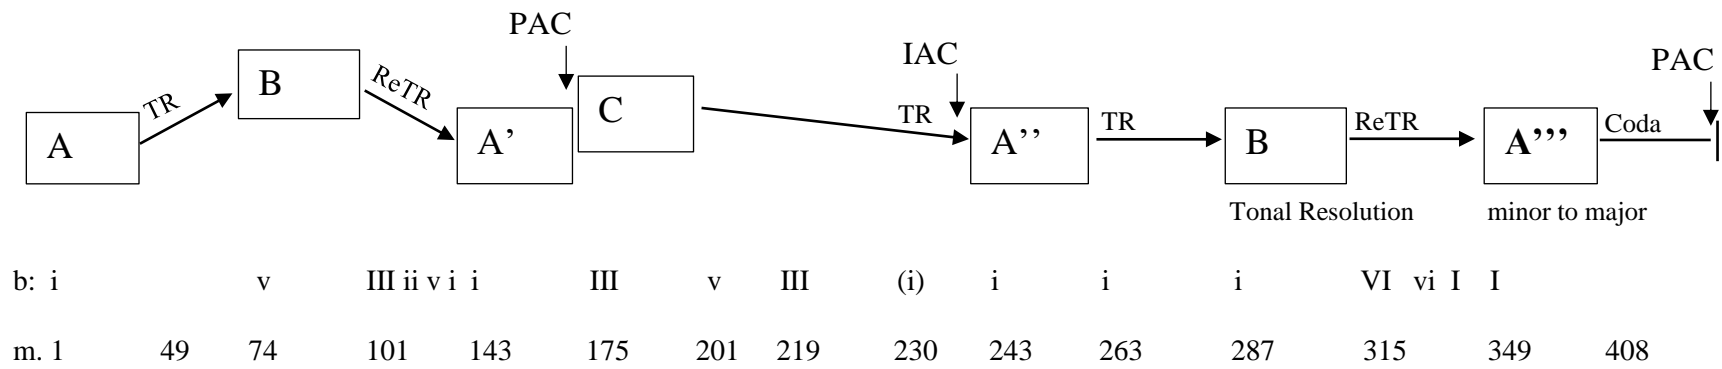 PAC
IAC
PAC
A TR B ReTR A’ C TR A’’ TR B ReTR A’’’ Coda
Tonal Resolution minor to major
b: i v III ii v i i III v III (i) i i i VI vi I I
m. 1 49 74 101 143 175 201 219 230 243 263 287 315 349 408